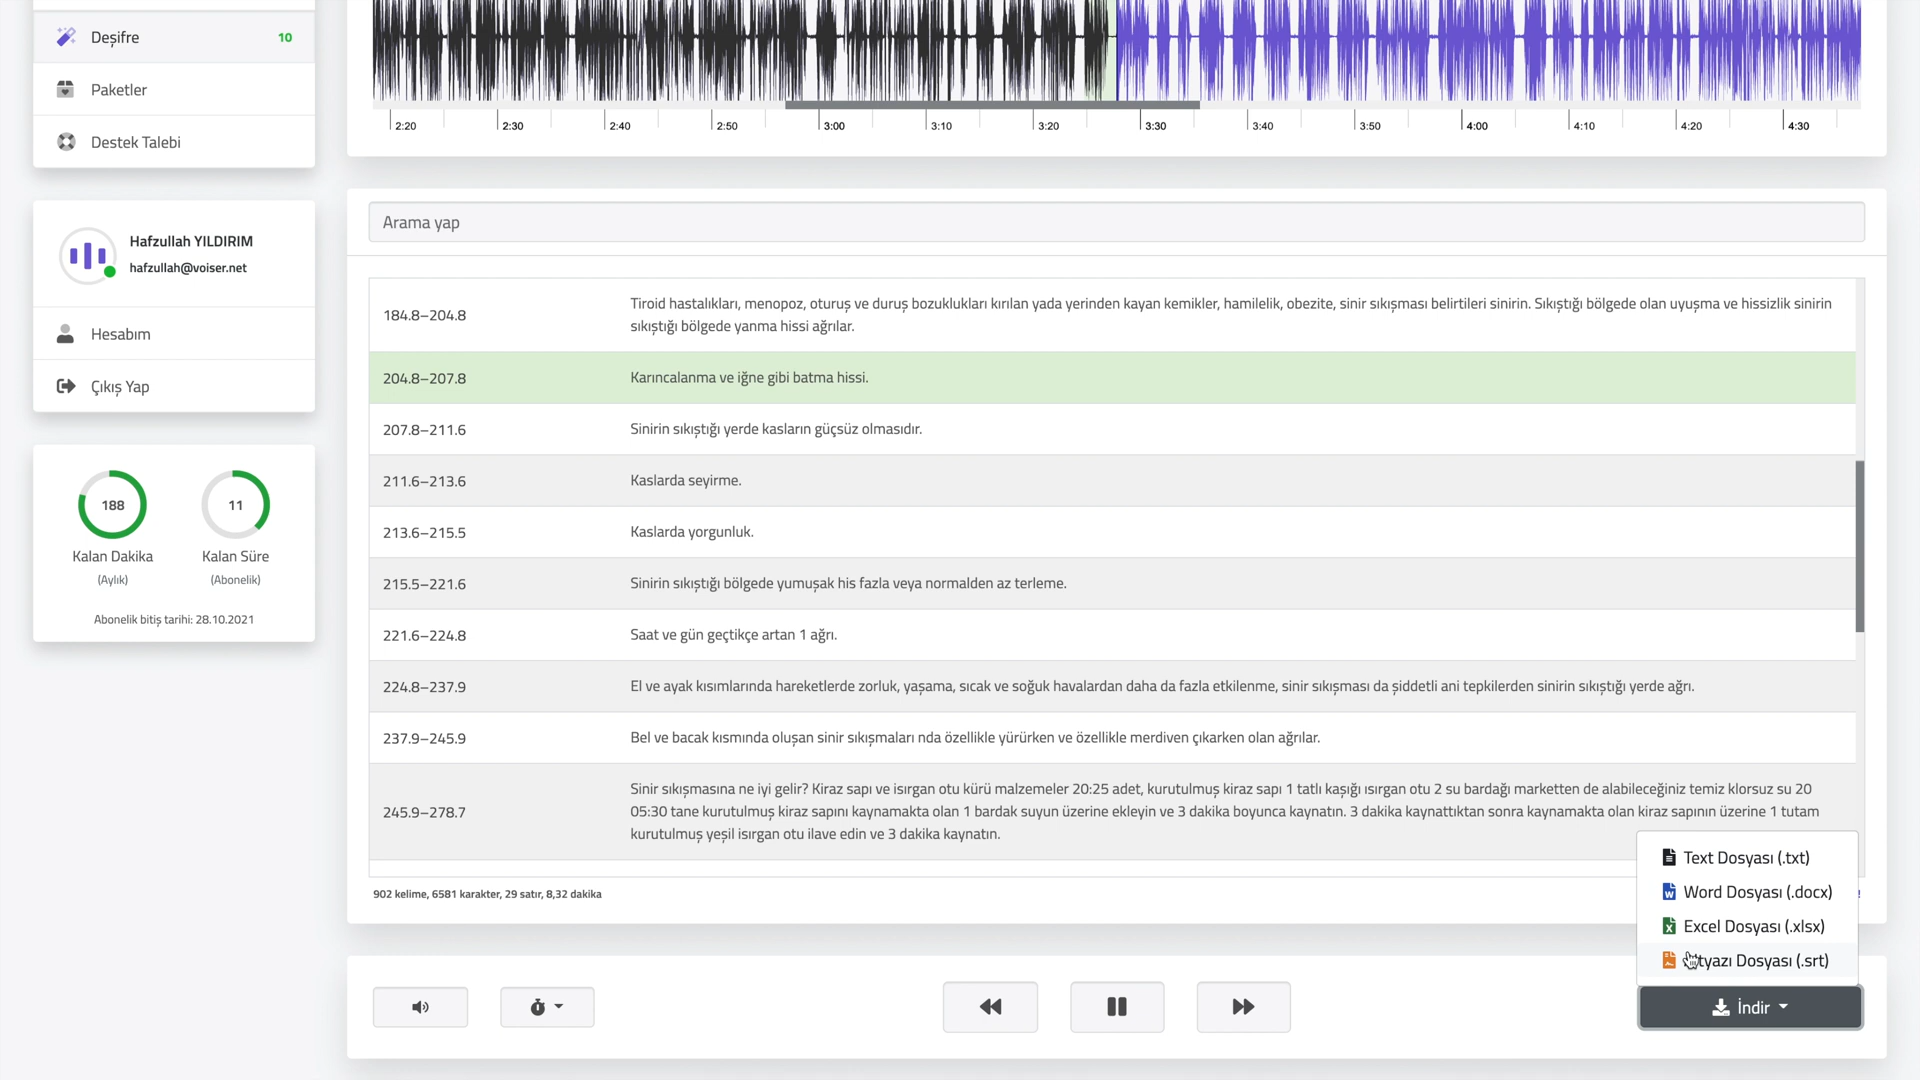 Deşifre 10
Paketler
Destek Talebi
2:20 2:30 2:40 2:50 3:00 3:10 3:20 3:30 3:40 3:50 4:00 4:10 4:20 4:30
Hafzullah YILDIRIM
hafzullah@voiser.net
Hesabım
Çıkış Yap
188 11
Kalan Dakika Kalan Süre
(Aylık) (Abonelik)
Abonelik bitiş tarihi: 28.10.2021
Arama yap
184.8–204.8
Tiroid hastalıkları, menopoz, oturuş ve duruş bozuklukları kırılan yada yerinden kayan kemikler, hamilelik, obezite, sinir sıkışması belirtileri sinirin. Sıkıştığı bölgede olan uyuşma ve hissizlik sinirin
sıkıştığı bölgede yanma hissi ağrılar.
204.8–207.8 Karıncalanma ve iğne gibi batma hissi.
207.8–211.6 Sinirin sıkıştığı yerde kasların güçsüz olmasıdır.
211.6–213.6 Kaslarda seyirme.
213.6–215.5 Kaslarda yorgunluk.
215.5–221.6 Sinirin sıkıştığı bölgede yumuşak his fazla veya normalden az terleme.
221.6–224.8 Saat ve gün geçtikçe artan 1 ağrı.
224.8–237.9 El ve ayak kısımlarında hareketlerde zorluk, yaşama, sıcak ve soğuk havalardan daha da fazla etkilenme, sinir sıkışması da şiddetli ani tepkilerden sinirin sıkıştığı yerde ağrı.
237.9–245.9 Bel ve bacak kısmında oluşan sinir sıkışmaları nda özellikle yürürken ve özellikle merdiven çıkarken olan ağrılar.
245.9–278.7
Sinir sıkışmasına ne iyi gelir? Kiraz sapı ve isırgan otu kürü malzemeler 20:25 adet, kurutulmuş kiraz sapı 1 tatlı kaşığı ısırgan otu 2 su bardağı marketten de alabileceğiniz temiz klorsuz su 20
05:30 tane kurutulmuş kiraz sapını kaynamakta olan 1 bardak suyun üzerine ekleyin ve 3 dakika boyunca kaynatın. 3 dakika kaynattıktan sonra kaynamakta olan kiraz sapının üzerine 1 tutam
kurutulmuş yeşil isırgan otu ilave edin ve 3 dakika kaynatın.
902 kelime, 6581 karakter, 29 satır, 8,32 dakika
Text Dosyası (.txt)
Word Dosyası (.docx)
Excel Dosyası (.xlsx)
Dosyası (.srt)
İndir